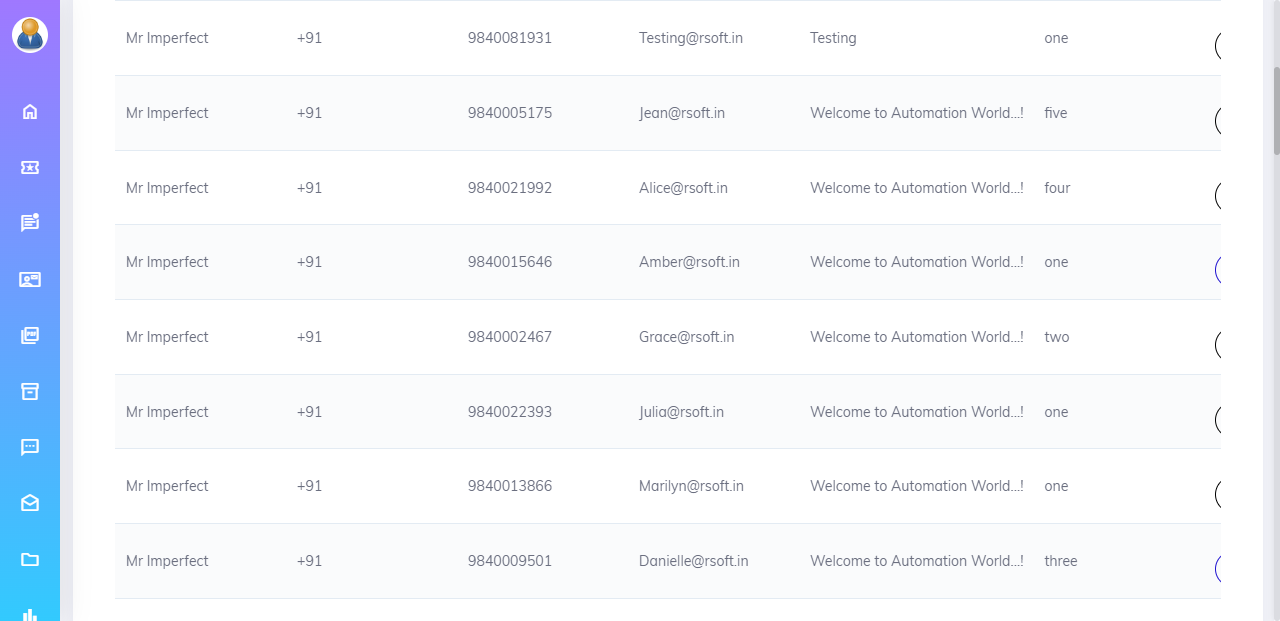 Mr Imperfect +91 9840081931 Testing@rsoft.in Testing one
Mr Imperfect +91 9840005175 Jean@rsoft.in Welcome to Automation World...! five
Mr Imperfect +91 9840021992 Alice@rsoft.in Welcome to Automation World...! four
Mr Imperfect +91 9840015646 Amber@rsoft.in Welcome to Automation World...! one
Mr Imperfect +91 9840002467 Grace@rsoft.in Welcome to Automation World...! two
Mr Imperfect +91 9840022393 Julia@rsoft.in Welcome to Automation World...! one
Mr Imperfect +91 9840013866 Marilyn@rsoft.in Welcome to Automation World...! one
Mr Imperfect +91 9840009501 Danielle@rsoft.in Welcome to Automation World...! three